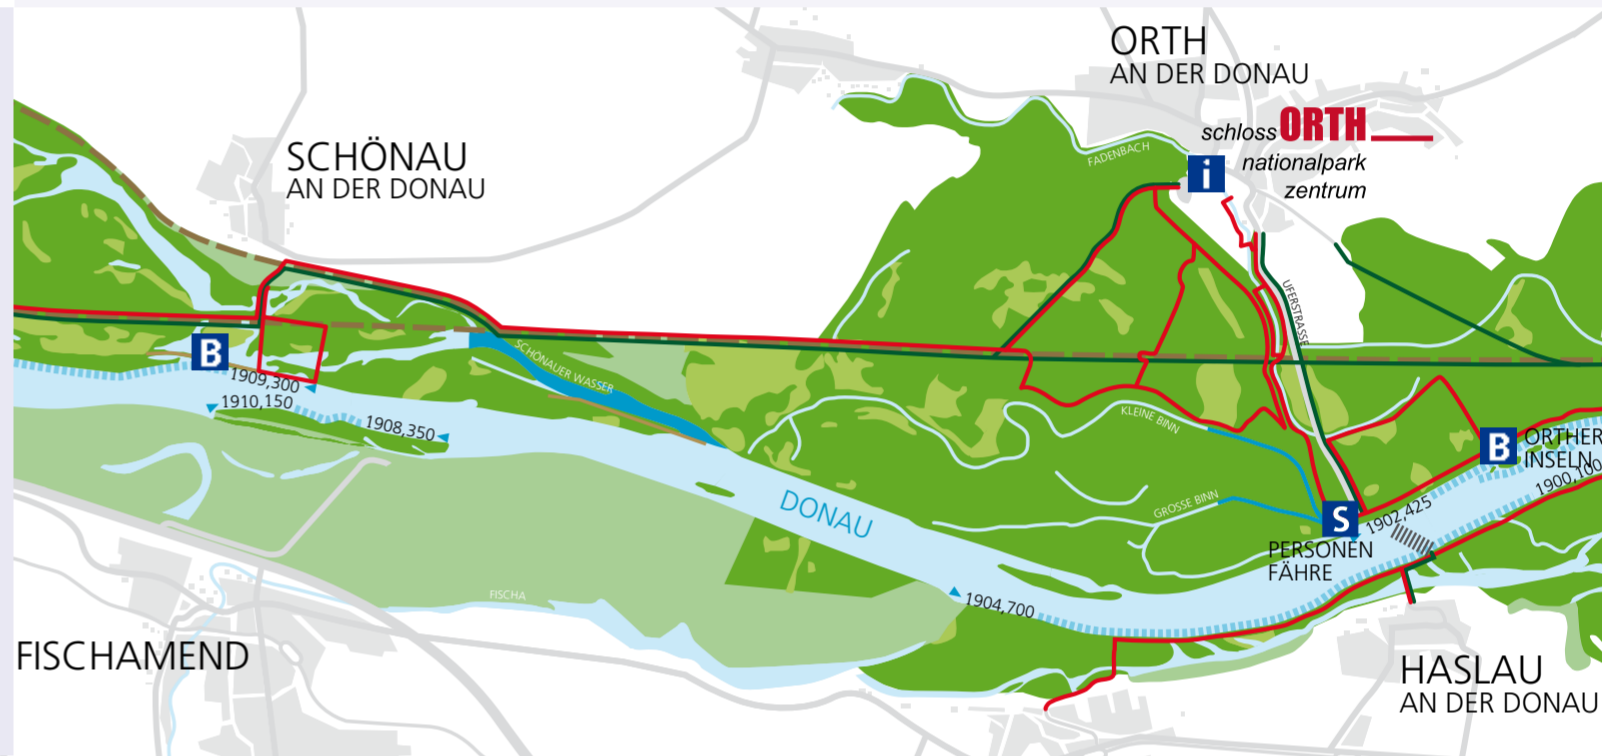 ORTH
AN DER DONAU
schloss ORTH
nationalpark
zentrum
i
FADENBACH
SCHÖNAU
AN DER DONAU
UFERSTRASSE
B
SCHÖNAUER WASSER
1909,300
1910,150
1908,350
KLEINE BINN
B
ORTHER
INSELN
1900,100
DONAU
GROSSE BINN
S
1902,425
PERSONEN
FÄHRE
FISCHA
1904,700
FISCHAMEND
HASLAU
AN DER DONAU